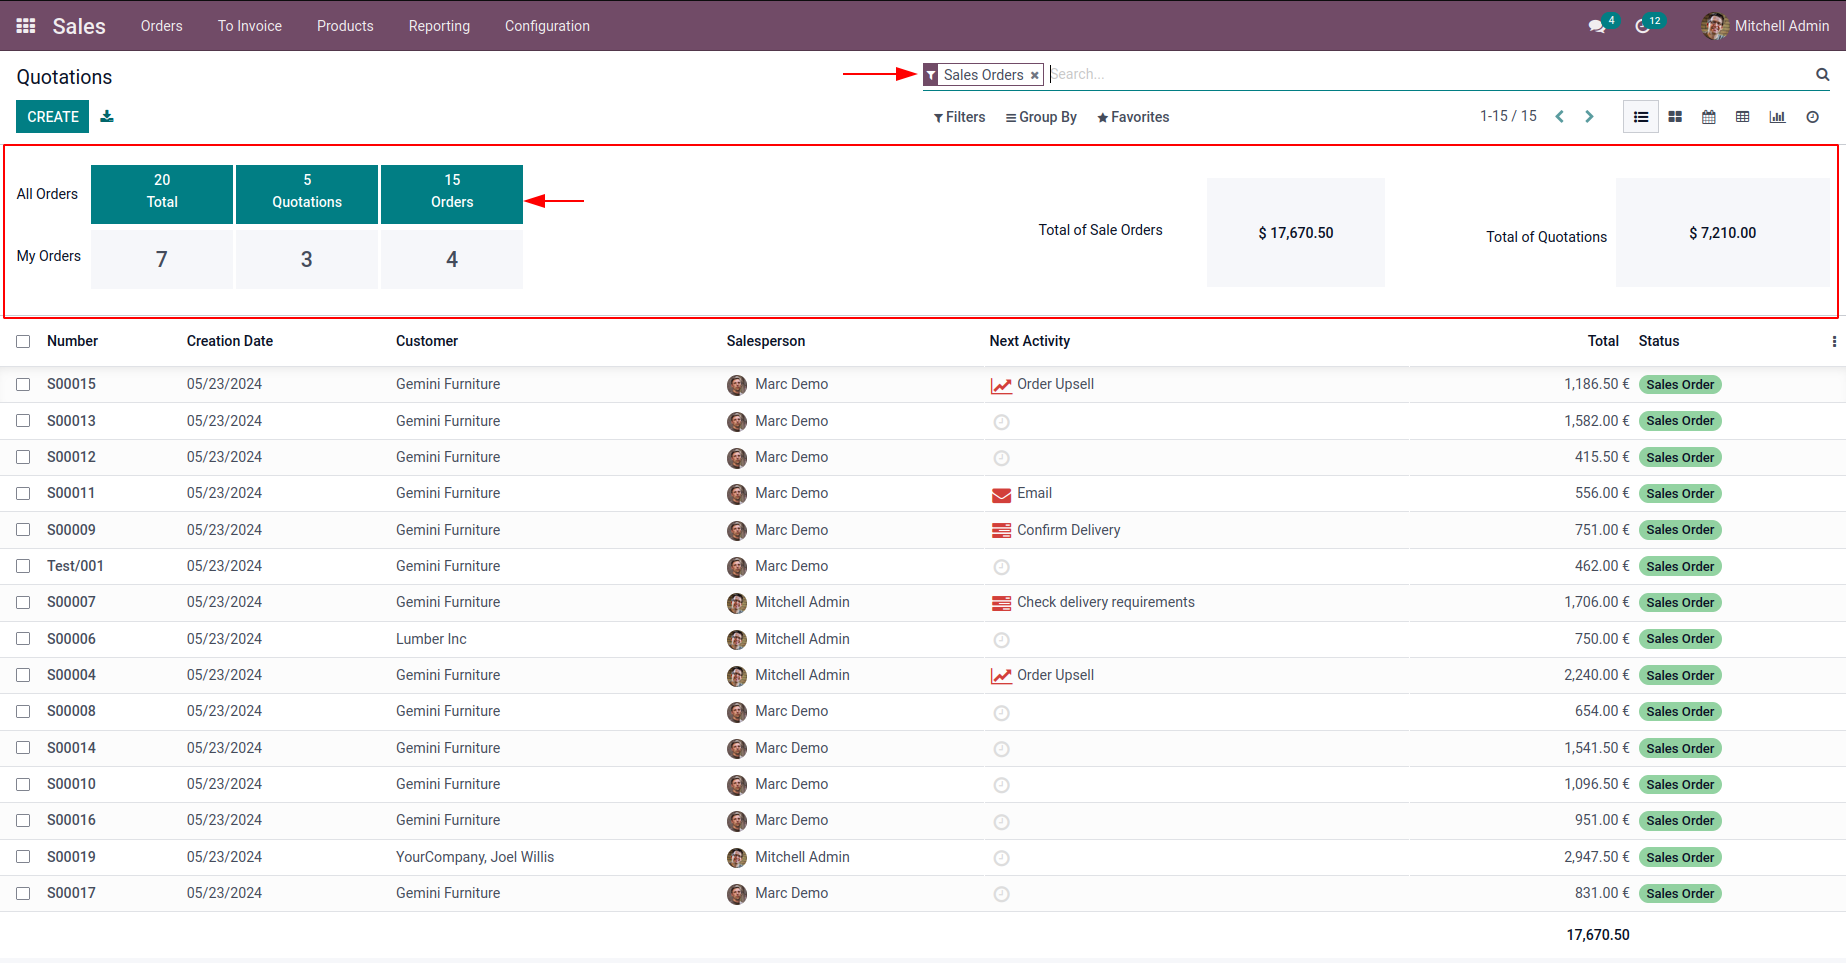 Sales Orders To Invoice Products Reporting Configuration 4 12 Mitchell Admin
Quotations
Sales Orders × Search...
CREATE
Filters Group By Favorites
1-15 / 15
All Orders
20
Total
5
Quotations
15
Orders
My Orders 7 3 4
Total of Sale Orders $ 17,670.50
Total of Quotations $ 7,210.00
Number Creation Date Customer Salesperson Next Activity Total Status
S00015 05/23/2024 Gemini Furniture Marc Demo Order Upsell 1,186.50 € Sales Order
S00013 05/23/2024 Gemini Furniture Marc Demo 1,582.00 € Sales Order
S00012 05/23/2024 Gemini Furniture Marc Demo 415.50 € Sales Order
S00011 05/23/2024 Gemini Furniture Marc Demo Email 556.00 € Sales Order
S00009 05/23/2024 Gemini Furniture Marc Demo Confirm Delivery 751.00 € Sales Order
Test/001 05/23/2024 Gemini Furniture Marc Demo 462.00 € Sales Order
S00007 05/23/2024 Gemini Furniture Mitchell Admin Check delivery requirements 1,706.00 € Sales Order
S00006 05/23/2024 Lumber Inc Mitchell Admin 750.00 € Sales Order
S00004 05/23/2024 Gemini Furniture Mitchell Admin Order Upsell 2,240.00 € Sales Order
S00008 05/23/2024 Gemini Furniture Marc Demo 654.00 € Sales Order
S00014 05/23/2024 Gemini Furniture Marc Demo 1,541.50 € Sales Order
S00010 05/23/2024 Gemini Furniture Marc Demo 1,096.50 € Sales Order
S00016 05/23/2024 Gemini Furniture Marc Demo 951.00 € Sales Order
S00019 05/23/2024 YourCompany, Joel Willis Mitchell Admin 2,947.50 € Sales Order
S00017 05/23/2024 Gemini Furniture Marc Demo 831.00 € Sales Order
17,670.50